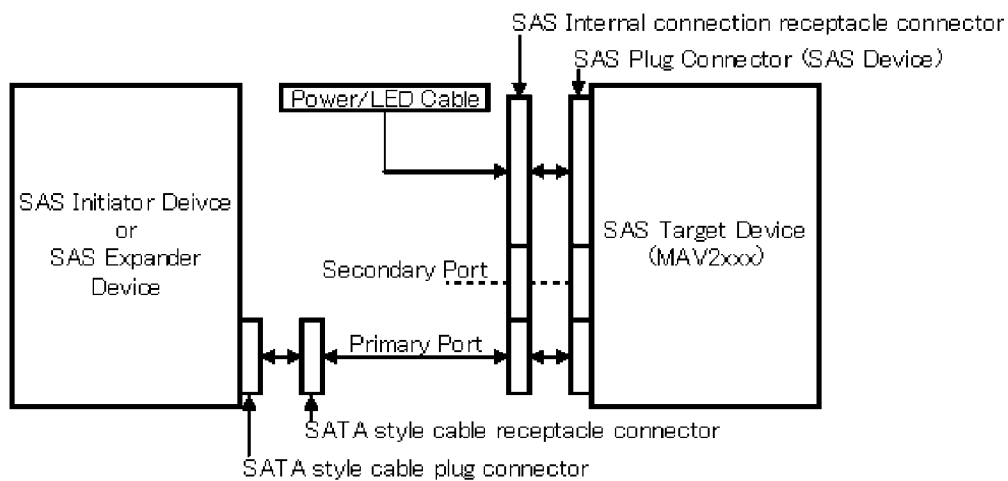 SAS Internal connection receptacle connector
SAS Plug Connector (SAS Device)
Power/LED Cable
SAS Initiator Deivce
or
SAS Expander
Device
SAS Target Device
(MAV2xxx)
Secondary Port
Primary Port
SATA style cable receptacle connector
SATA style cable plug connector